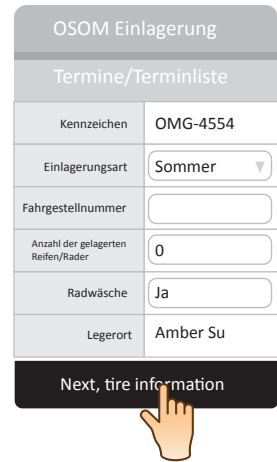 OSOM Einlagerung
Termine/Terminliste
Kennzeichen OMG-4554
Einlagerungsart Sommer
Fahrgestellnummer
Anzahl der gelagerten
Reifen/Rader 0
Radwäsche Ja
Legerort Amber Su
Next, tire information